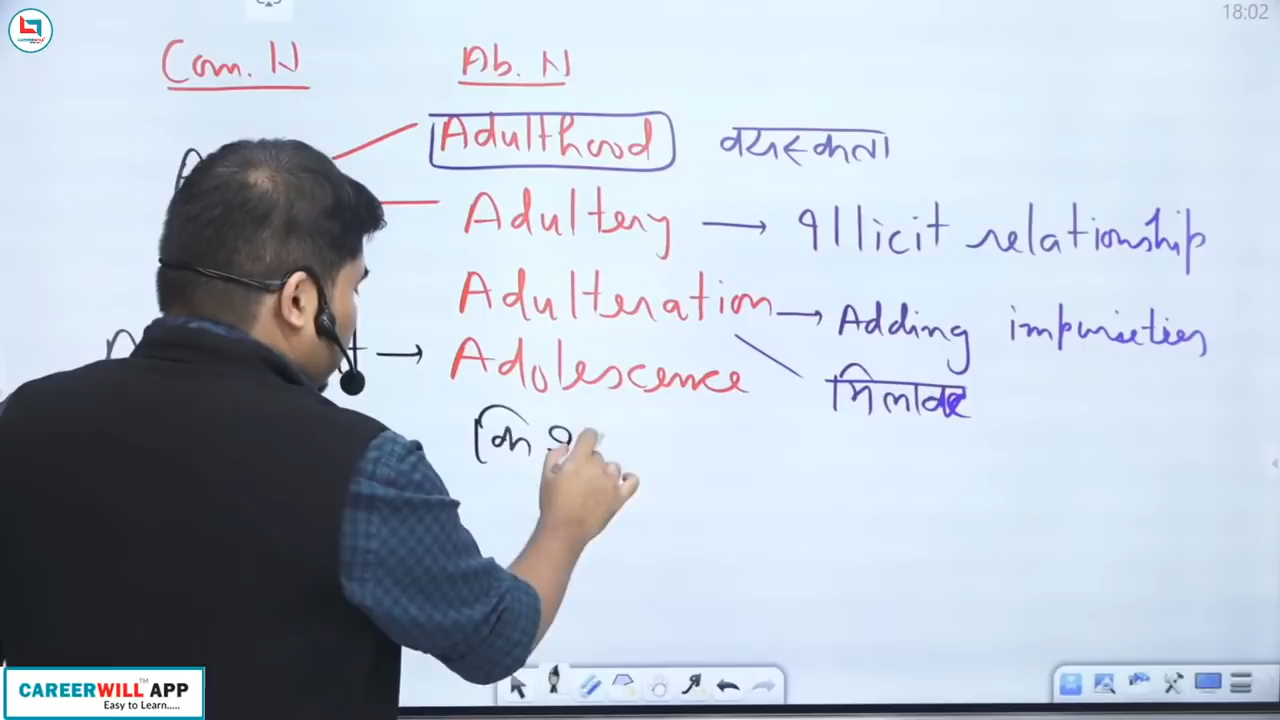 18:02
Com. N Ab. N
Adulthood वयस्कता
Adultery → Illicit relationship
Adulteration → Adding impurities
→ Adolescence मिलावट
CAREERWILL APP
TM
Easy to Learn.....